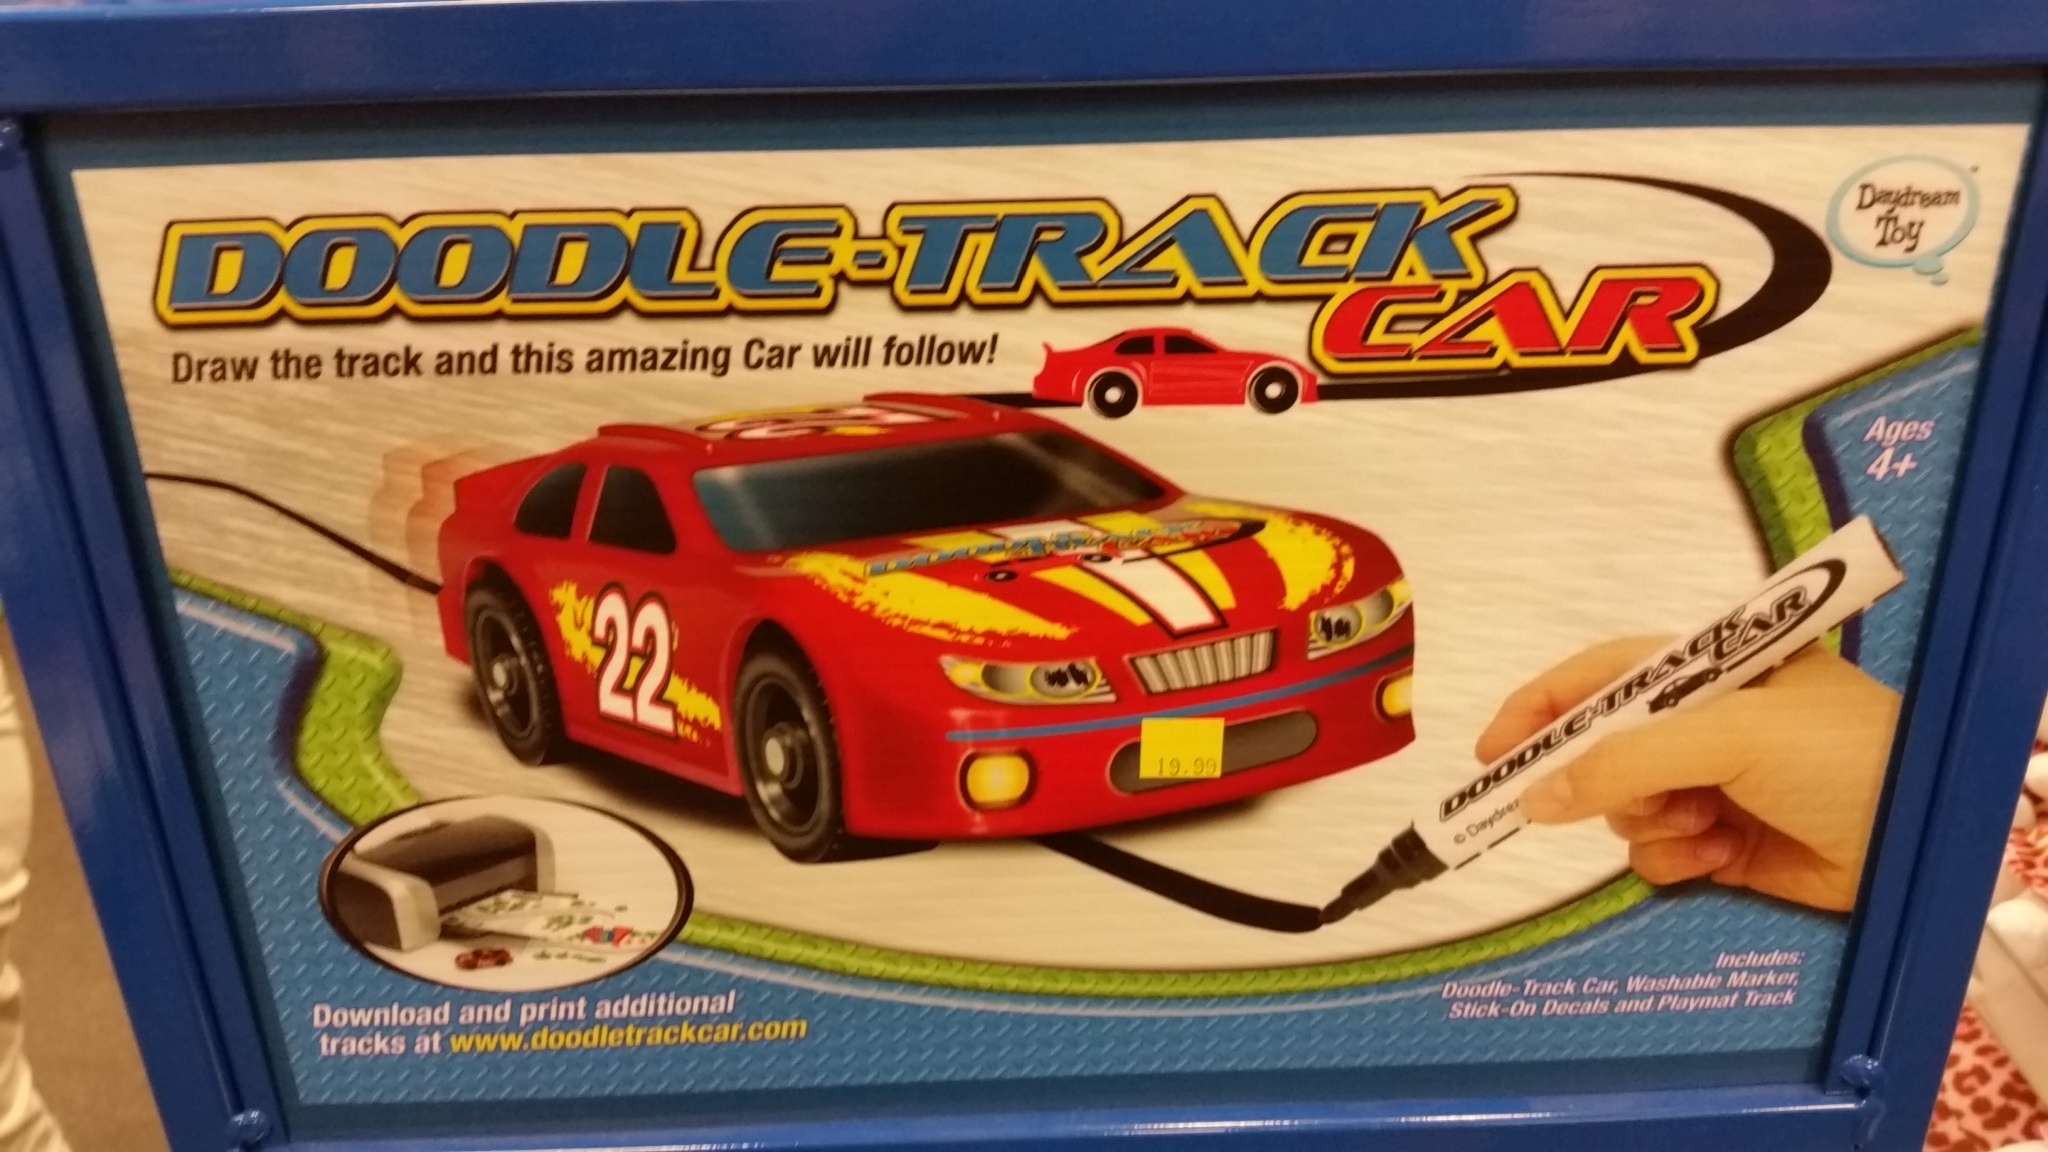 DOODLE-TRACK
CAR
Daydream
Toy
Draw the track and this amazing Car will follow!
Ages
4+
22
19.99
DOODLE-TRACK
CAR
Download and print additional
tracks at www.doodletrackcar.com
Includes:
Doodle-Track Car, Washable Marker,
Stick-On Decals and Playmat Track